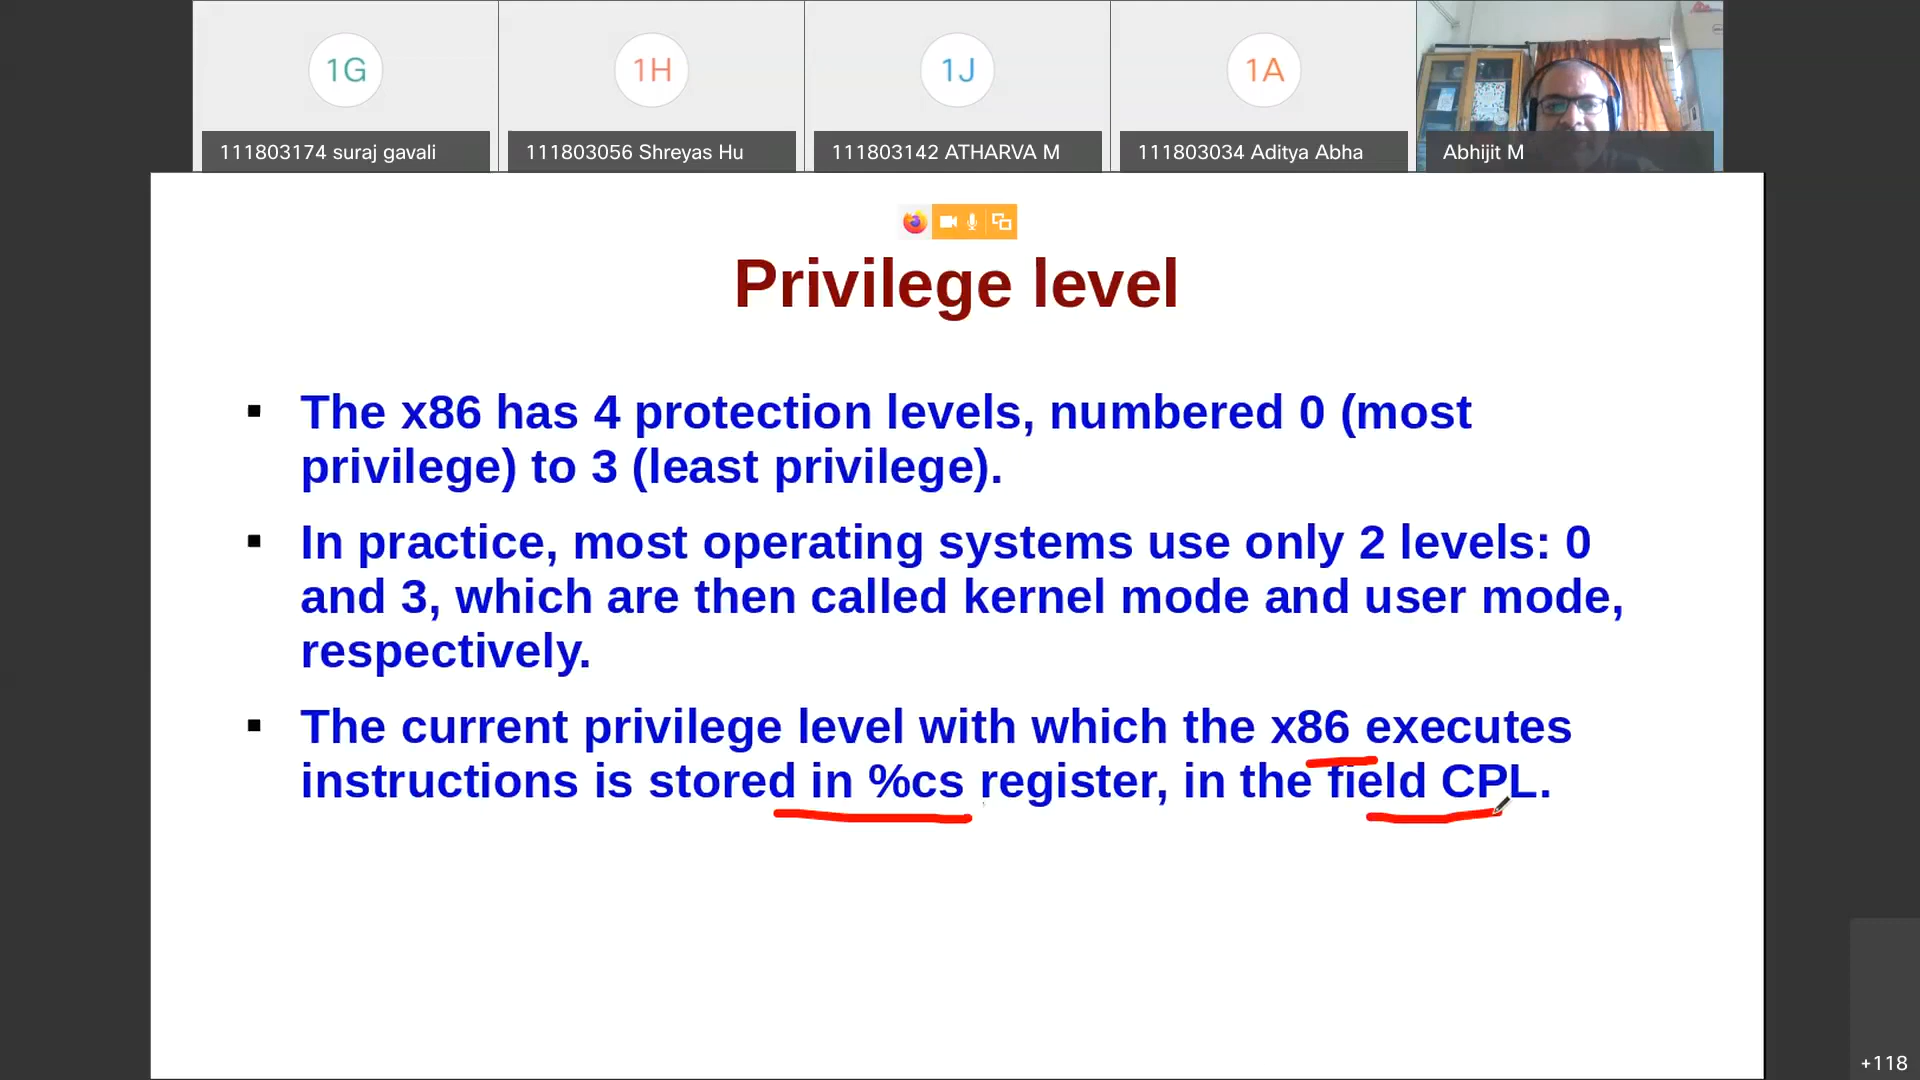 1G
1H
1J
1A
111803174 suraj gavali
111803056 Shreyas Hu
111803142 ATHARVA M
111803034 Aditya Abha
Abhijit M
Privilege level
The x86 has 4 protection levels, numbered 0 (most
privilege) to 3 (least privilege).
In practice, most operating systems use only 2 levels: 0
and 3, which are then called kernel mode and user mode,
respectively.
The current privilege level with which the x86 executes
instructions is stored in %cs register, in the field CPL.
+118